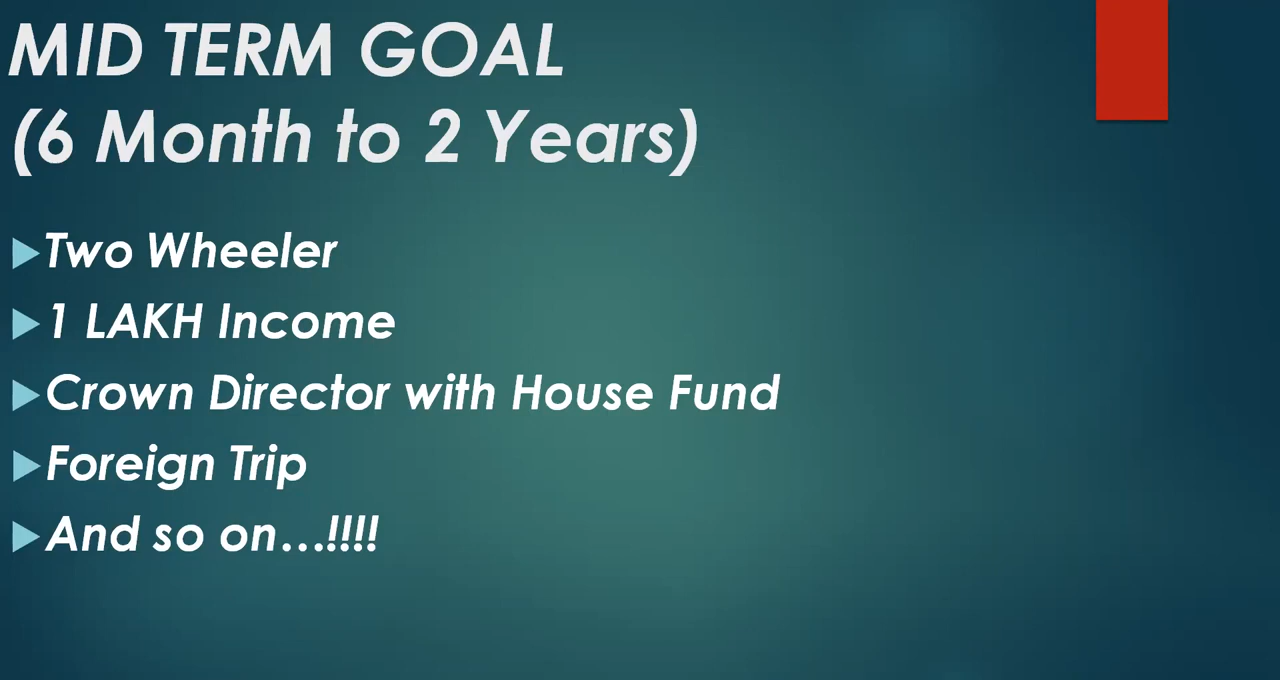 MID TERM GOAL
(6 Month to 2 Years)
Two Wheeler
1 LAKH Income
Crown Director with House Fund
Foreign Trip
And so on...!!!!